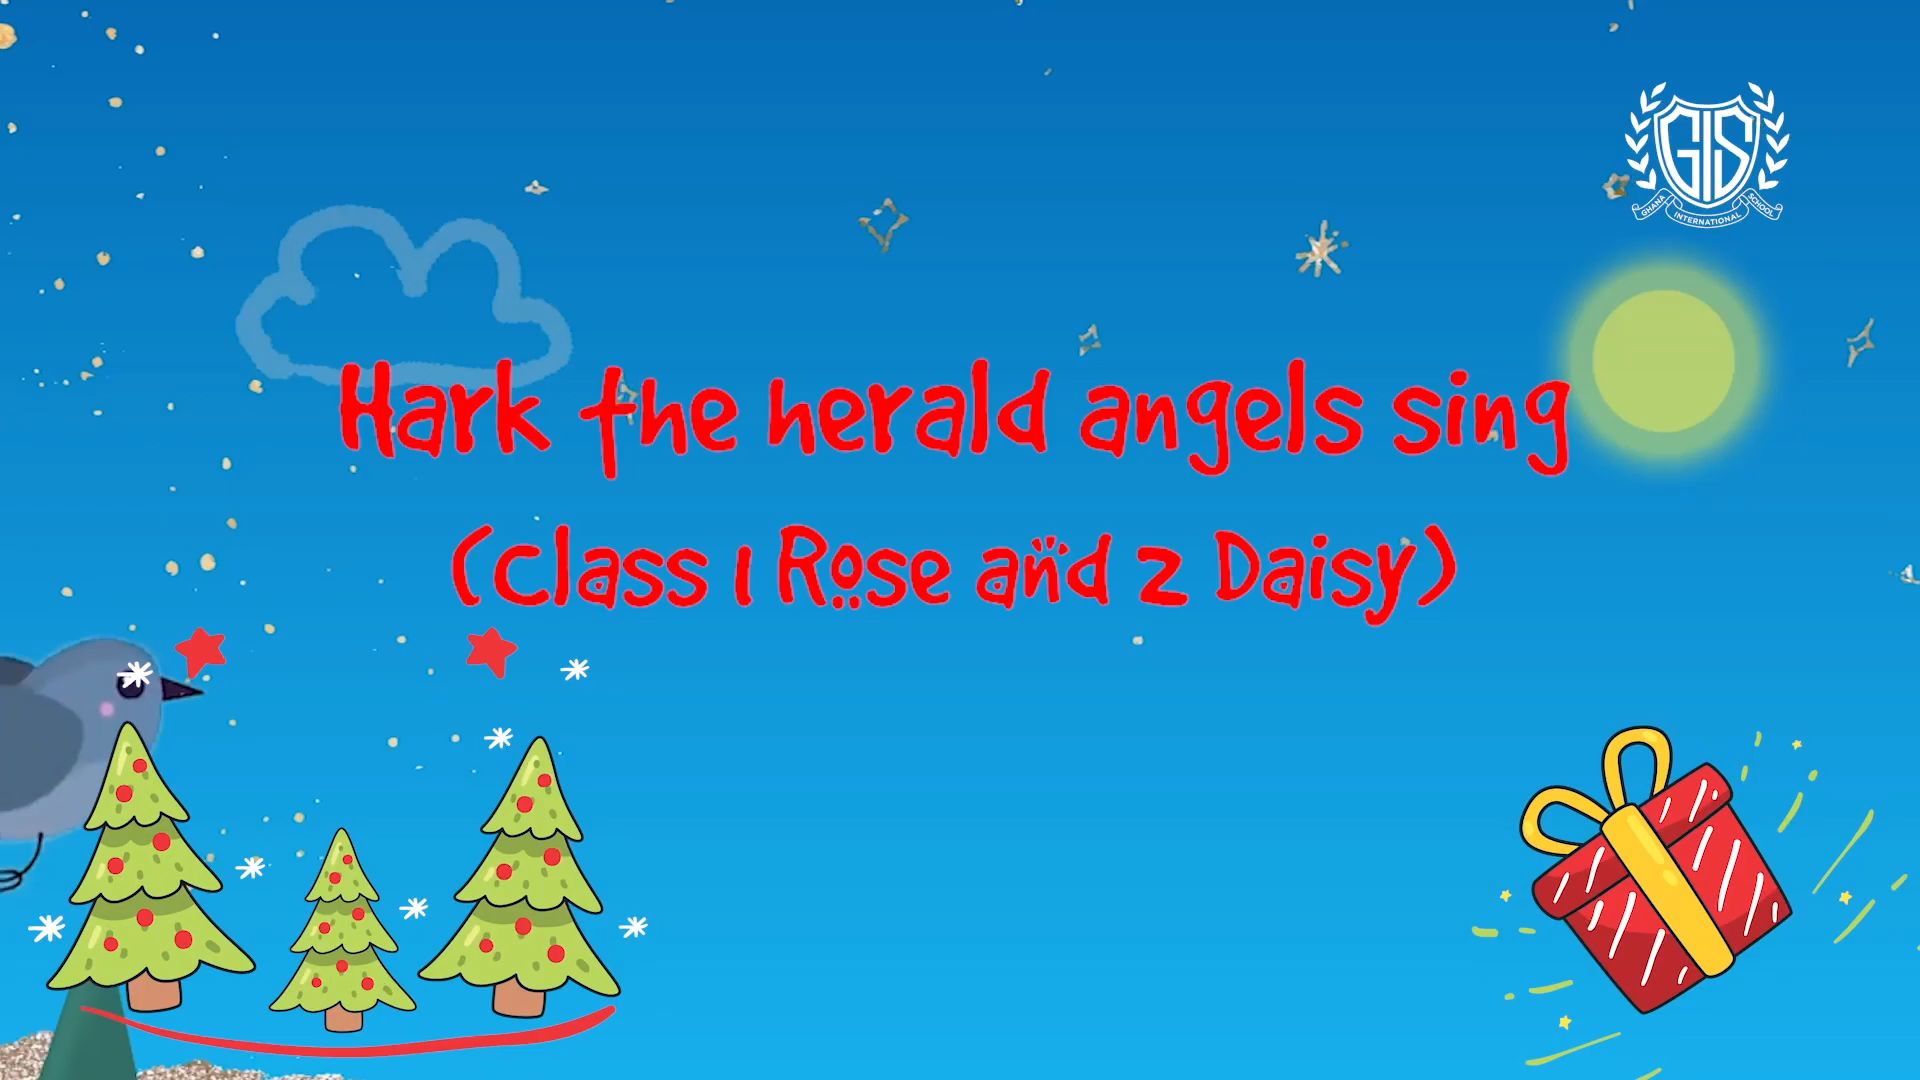 GIS
GHANA INTERNATIONAL SCHOOL
Hark the herald angels sing
(Class 1 Rose and 2 Daisy)